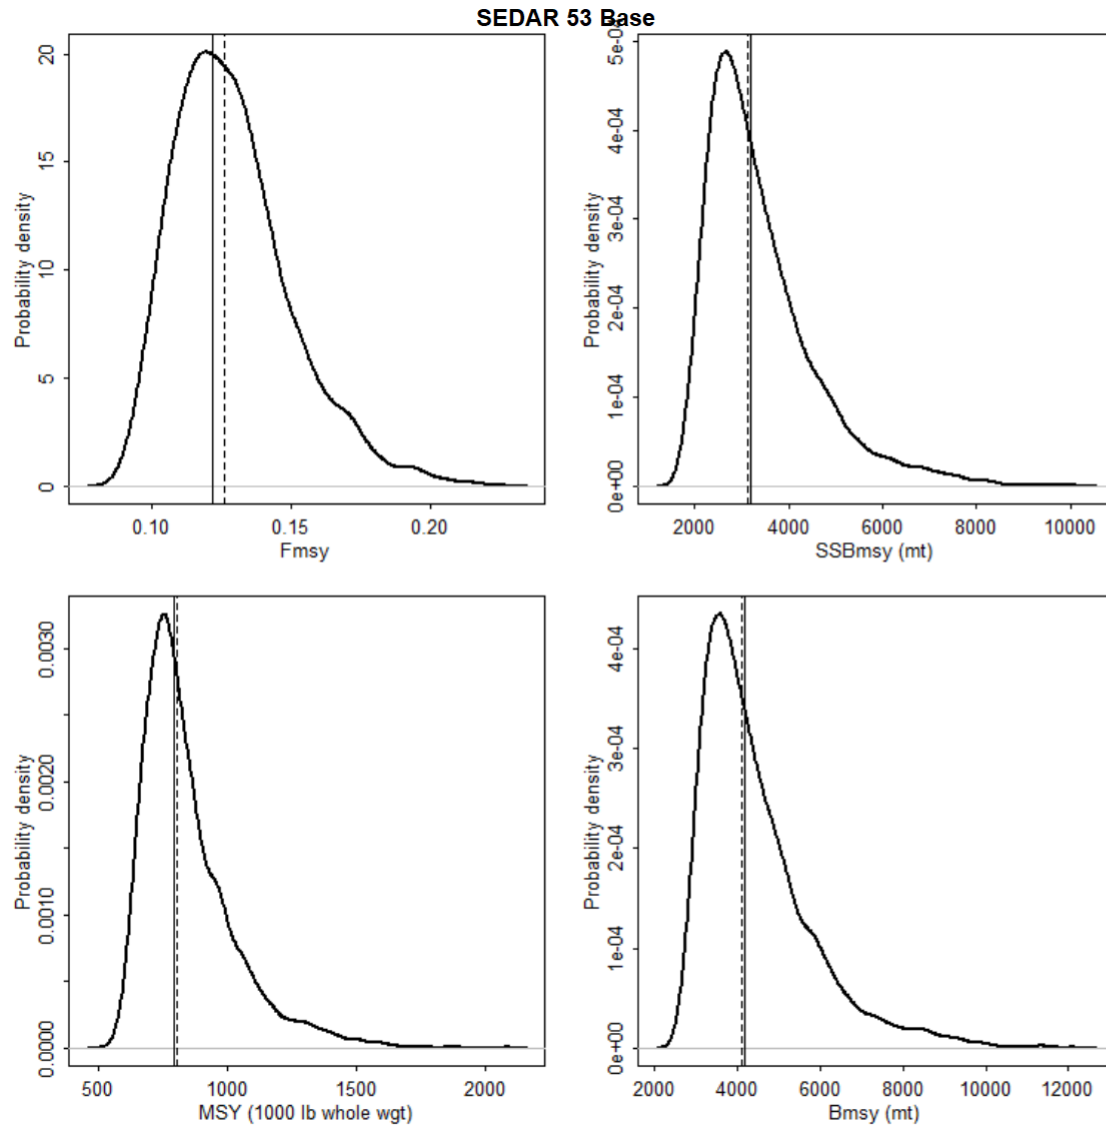 SEDAR 53 Base
Probability density
20
15
10
5
0
0.10 0.15 0.20
Fmsy
Probability density
5e-04
4e-04
3e-04
2e-04
1e-04
0e+00
2000 4000 6000 8000 10000
SSBmsy (mt)
Probability density
0.0030
0.0020
0.0010
0.0000
500 1000 1500 2000
MSY (1000 lb whole wgt)
Probability density
4e-04
3e-04
2e-04
1e-04
0e+00
2000 4000 6000 8000 10000 12000
Bmsy (mt)